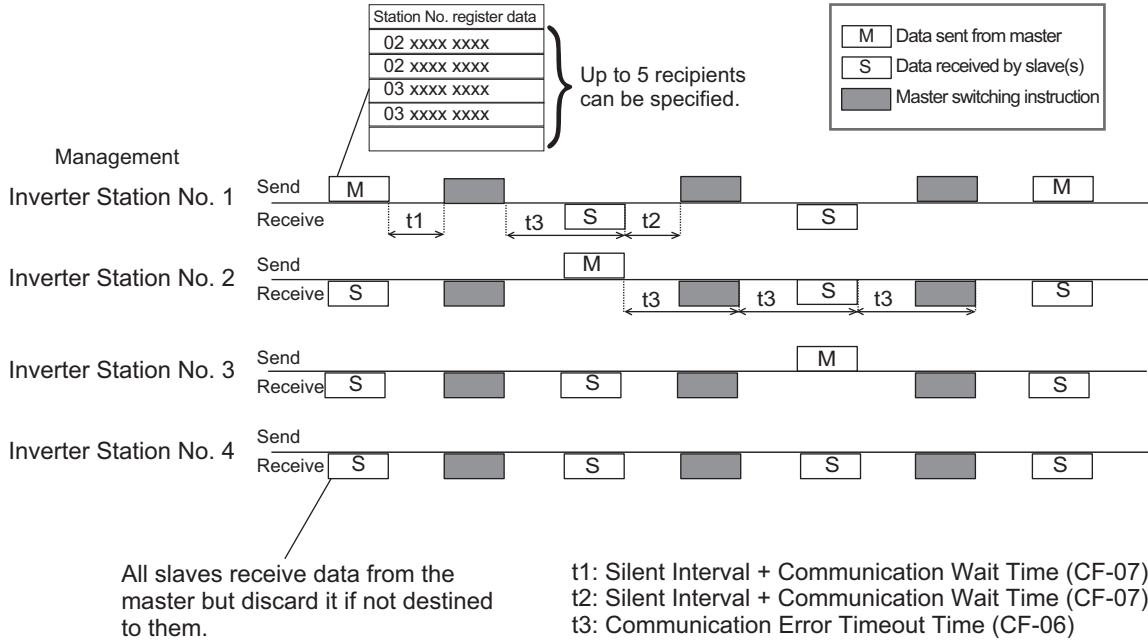 Station No. register data
02 xxxx xxxx
02 xxxx xxxx
03 xxxx xxxx
03 xxxx xxxx
Up to 5 recipients
can be specified.
M Data sent from master
S Data received by slave(s)
Master switching instruction
Management
Inverter Station No. 1
Send
M
M
Receive
t1
t3
S
t2
S
Inverter Station No. 2
Send
M
Receive
S
t3
t3
S
t3
S
Inverter Station No. 3
Send
M
Receive
S
S
S
Inverter Station No. 4
Send
Receive
S
S
S
S
All slaves receive data from the
master but discard it if not destined
to them.
t1: Silent Interval + Communication Wait Time (CF-07)
t2: Silent Interval + Communication Wait Time (CF-07)
t3: Communication Error Timeout Time (CF-06)